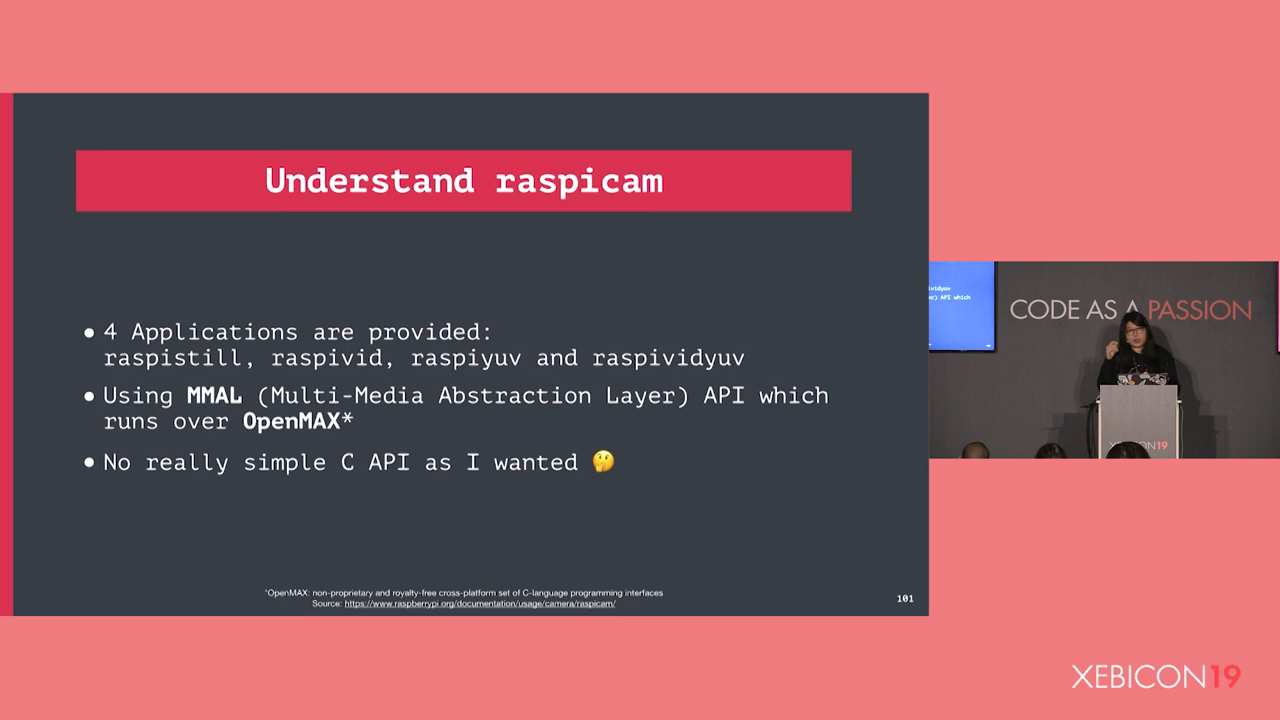 Understand raspicam
• 4 Applications are provided:
raspistill, raspivid, raspiyuv and raspividyuv
• Using MMAL (Multi-Media Abstraction Layer) API which
runs over OpenMAX*
• No really simple C API as I wanted 🤔
*OpenMAX: non-proprietary and royalty-free cross-platform set of C-language programming interfaces
Source: https://www.raspberrypi.org/documentation/usage/camera/raspicam/
101
API which
CODE AS A PASSION
XEBICON19